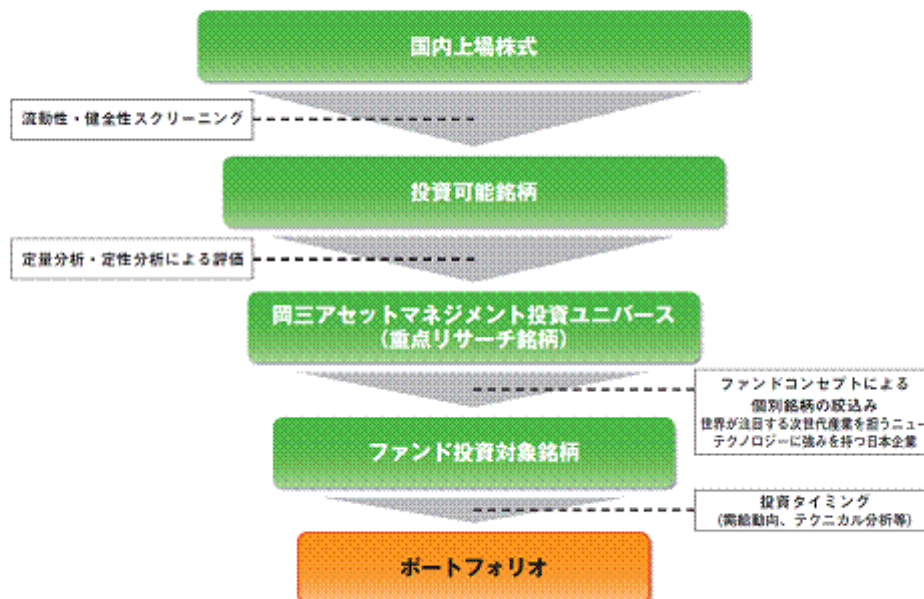 国内上場株式
流動性・健全性スクリーニング
投資可能銘柄
定量分析・定性分析による評価
岡三アセットマネジメント投資ユニバース
(重点リサーチ銘柄)
ファンドコンセプトによる
個別銘柄の絞込み
世界が注目する次世代産業を担うニュー
テクノロジーに強みを持つ日本企業
ファンド投資対象銘柄
投資タイミング
(需給動向、テクニカル分析等)
ポートフォリオ